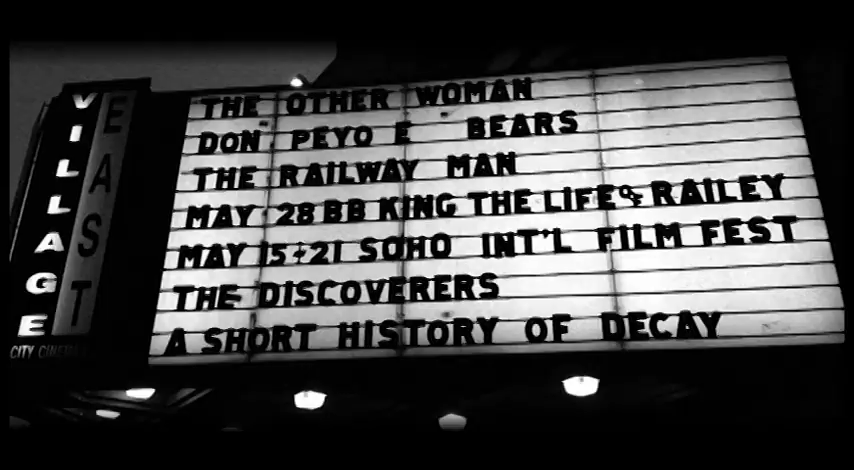 VILLAGE
EAST
CITY CINEMAS
THE OTHER WOMAN
DON PEYO E BEARS
THE RAILWAY MAN
MAY 28 BB KING THE LIFE OF RAILEY
MAY 15+21 SOHO INT'L FILM FEST
THE DISCOVERERS
A SHORT HISTORY OF DECAY